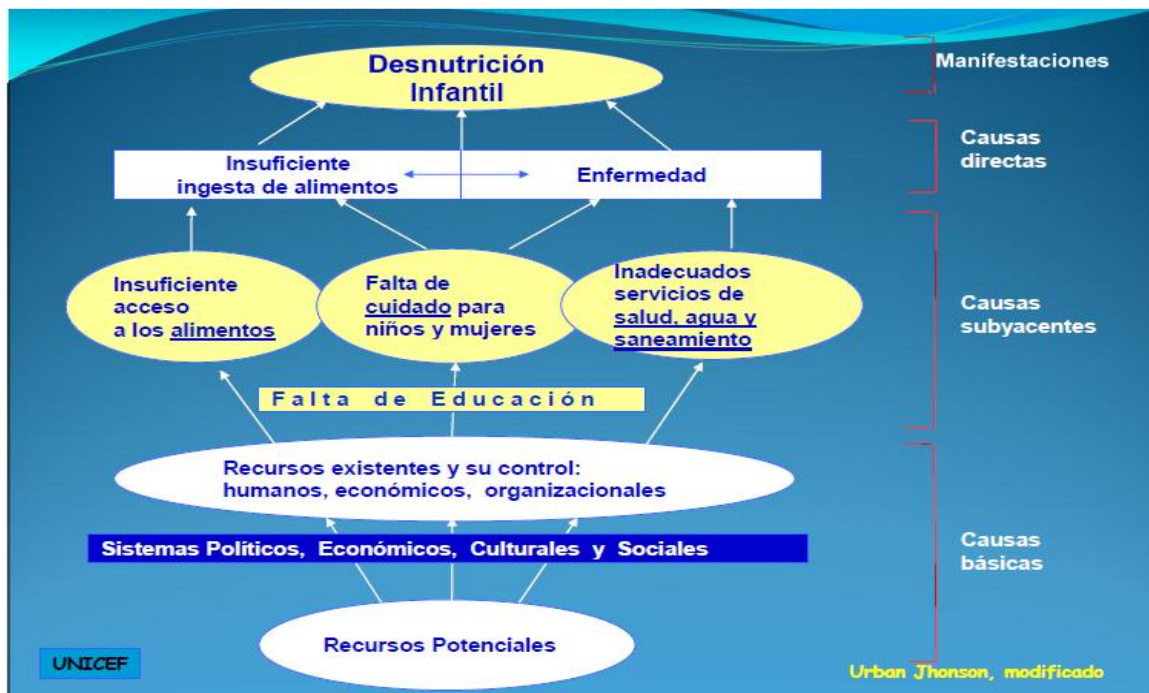 Desnutrición
Infantil
Manifestaciones
Insuficiente
ingesta de alimentos
Enfermedad
Causas
directas
Insuficiente
acceso
a los alimentos
Falta de
cuidado para
niños y mujeres
Inadecuados
servicios de
salud, agua y
saneamiento
Causas
subyacentes
Falta de Educación
Recursos existentes y su control:
humanos, económicos, organizacionales
Sistemas Políticos, Económicos, Culturales y Sociales
Causas
básicas
Recursos Potenciales
UNICEF
Urban Jhonson, modificado